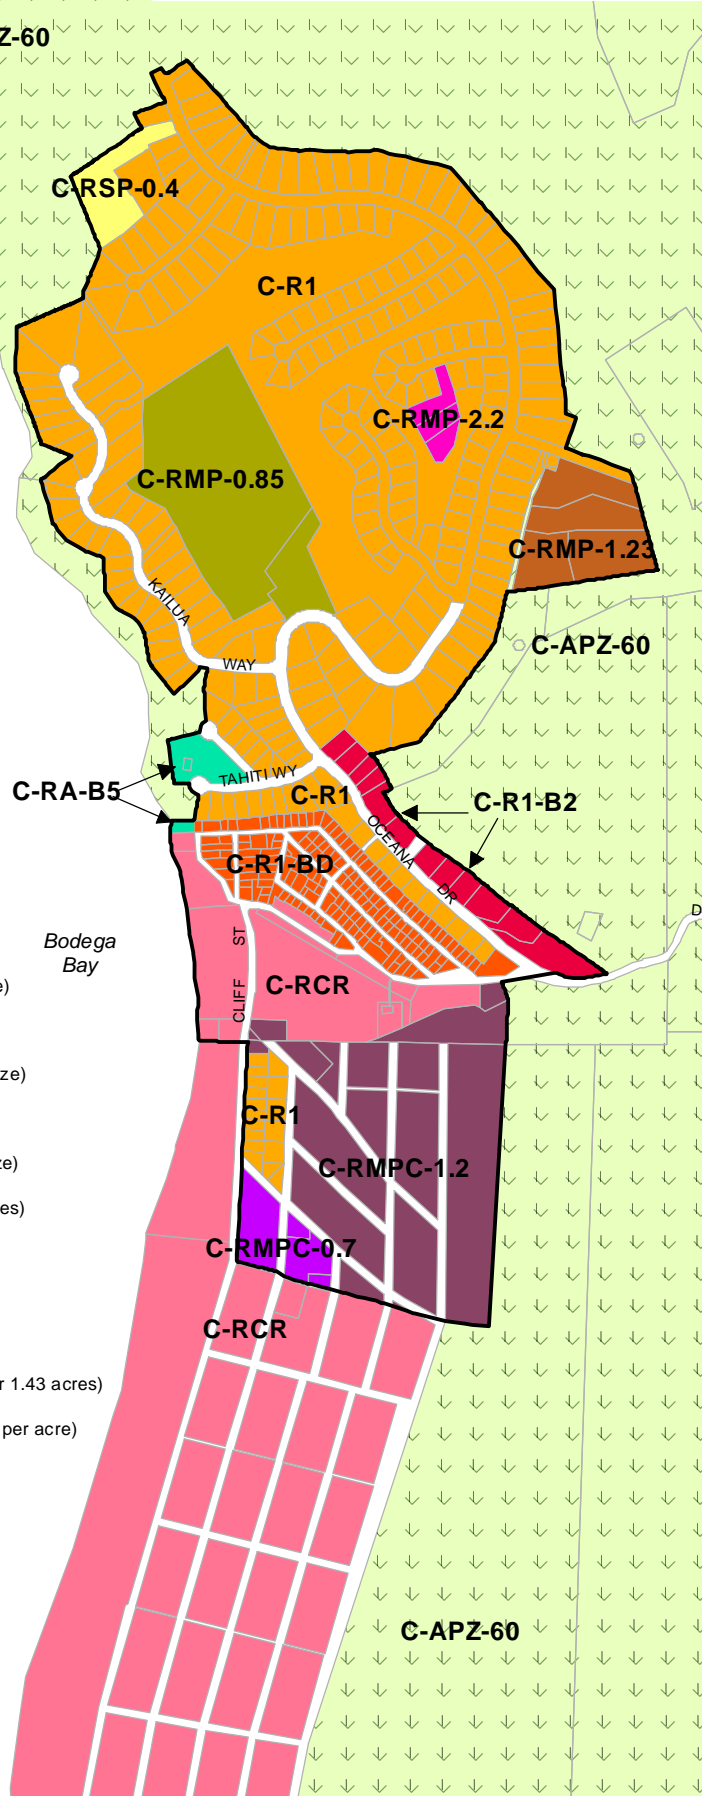 Z-60
C-RSP-0.4
C-R1
C-RMP-2.2
C-RMP-0.85
C-RMP-1.23
KAILUA
WAY
C-APZ-60
TAHITI WY
C-RA-B5
C-R1
C-R1-B2
OCEANA
DR
C-R1-BD
D
Bodega
Bay
CLIFF ST
C-RCR
e)
ze)
C-R1
ze)
C-RMPC-1.2
es)
C-RMPC-0.7
C-RCR
r 1.43 acres)
per acre)
C-APZ-60